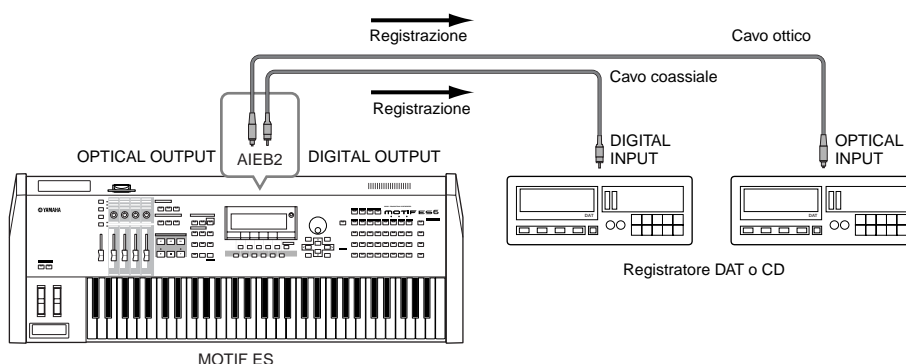 Registrazione
Cavo ottico
Cavo coassiale
Registrazione
OPTICAL OUTPUT
AIEB2
DIGITAL OUTPUT
DIGITAL
INPUT
OPTICAL
INPUT
YAMAHA
MOTIF ES6
DAT
DAT
Registratore DAT o CD
MOTIF ES